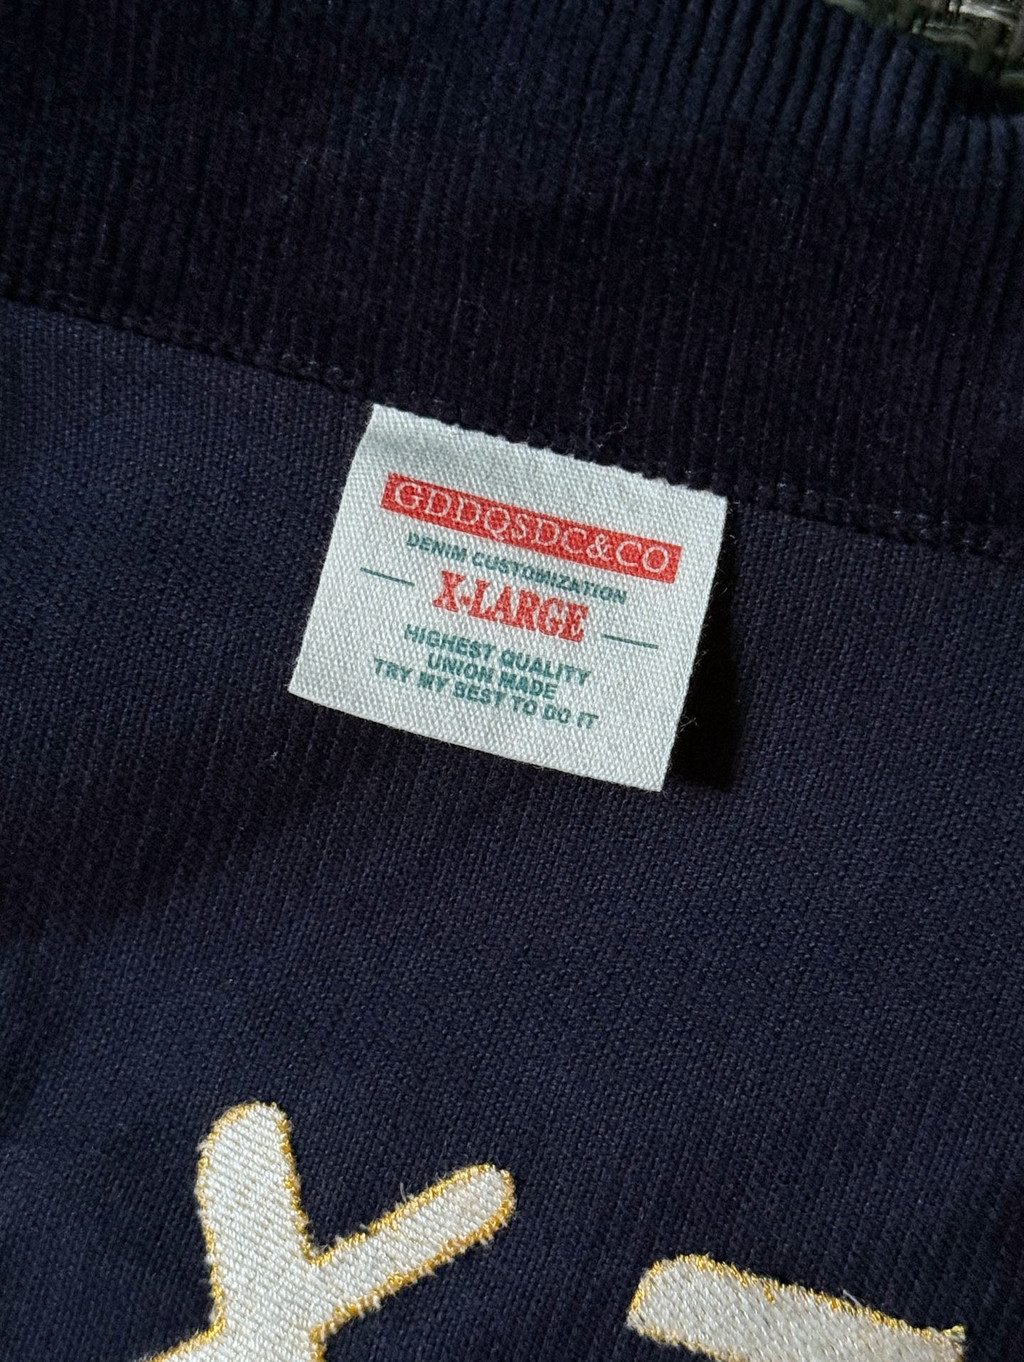 GDDQSDC&CO
DENIM CUSTOMIZATION
X-LARGE
HIGHEST QUALITY
UNION MADE
TRY MY BEST TO DO IT